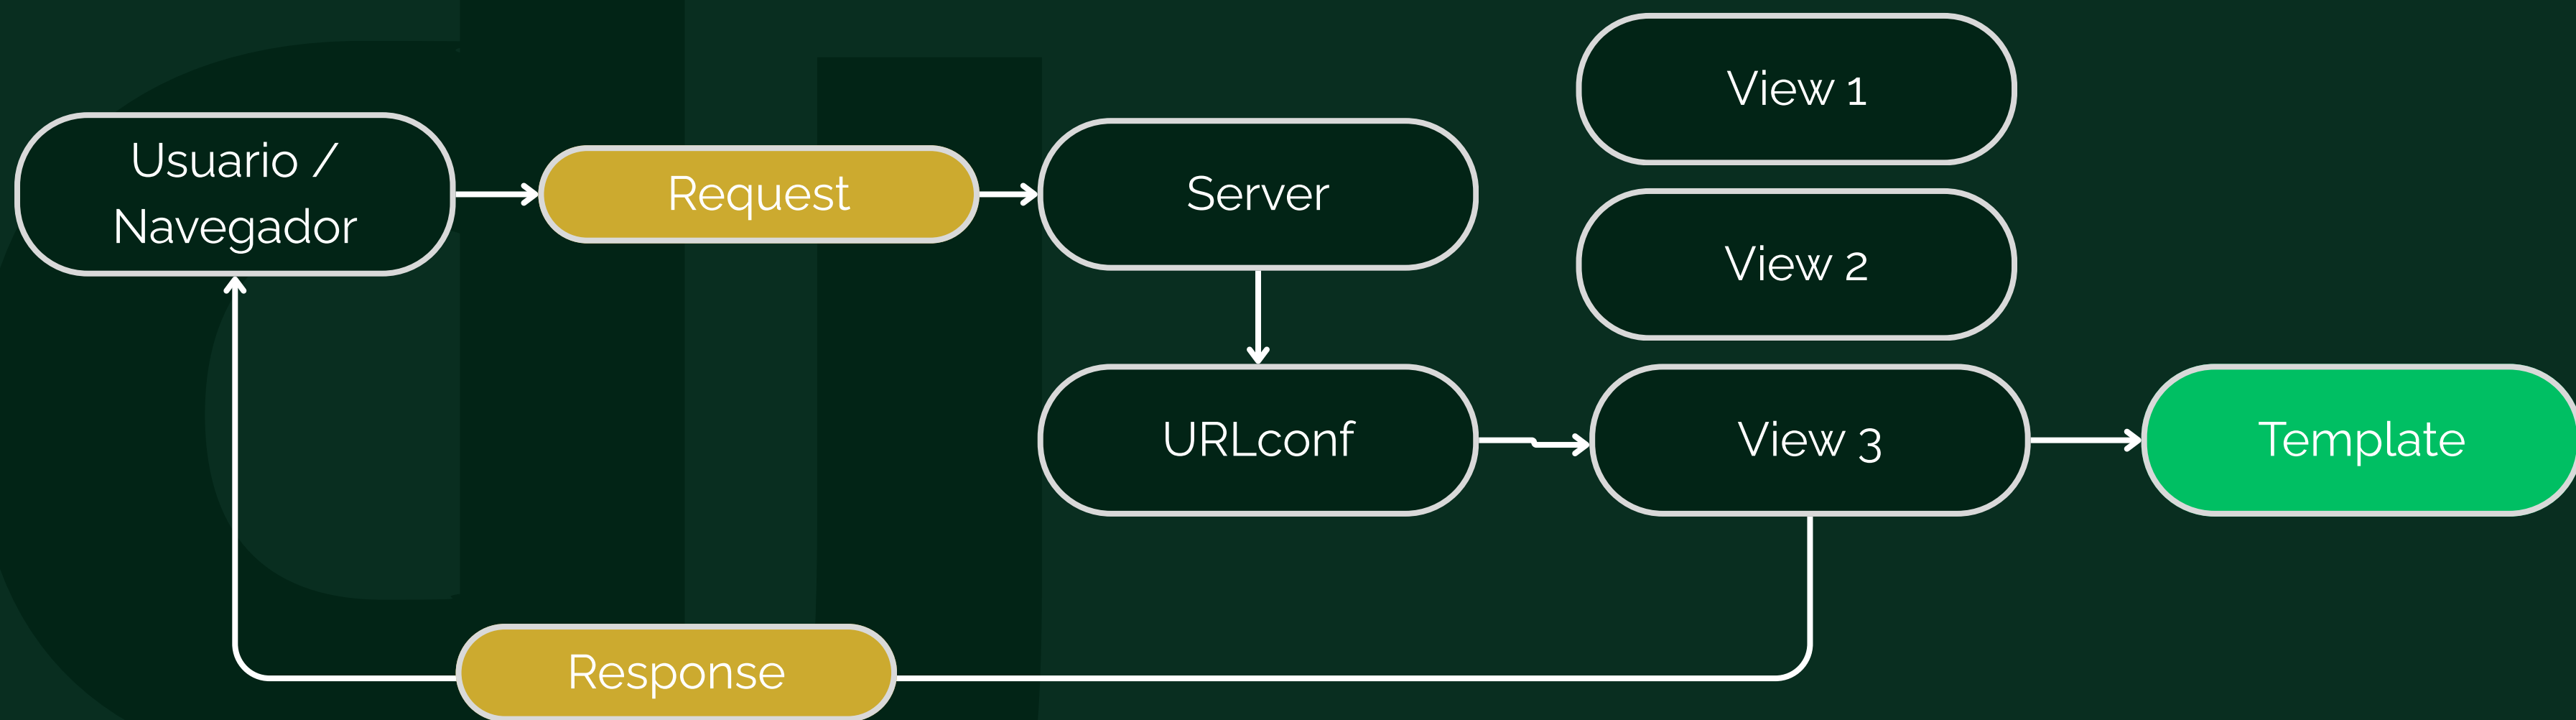 Usuario /
Navegador
Request
Server
View 1
View 2
URLconf
View 3
Template
Response